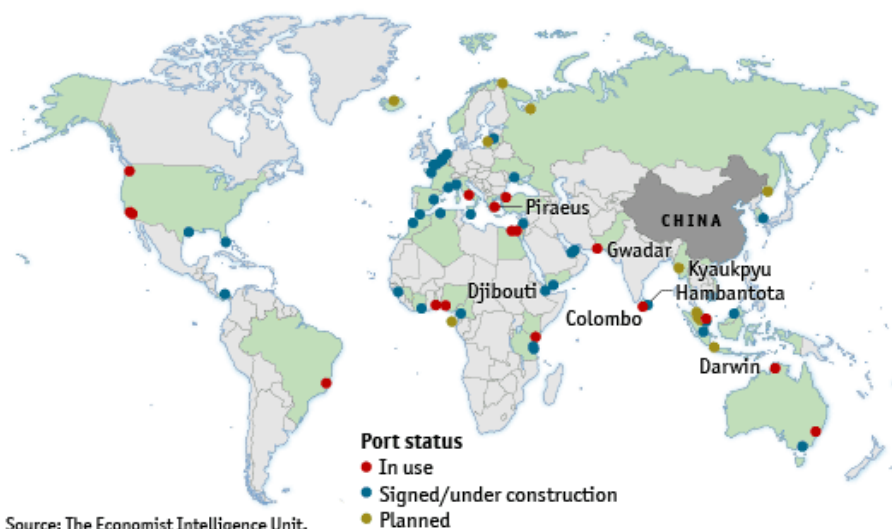 Piraeus
CHINA
Gwadar
Kyaukpyu
Djibouti
Hambantota
Colombo
Darwin
Port status
In use
Signed/under construction
Planned
Source: The Economist Intelligence Unit.